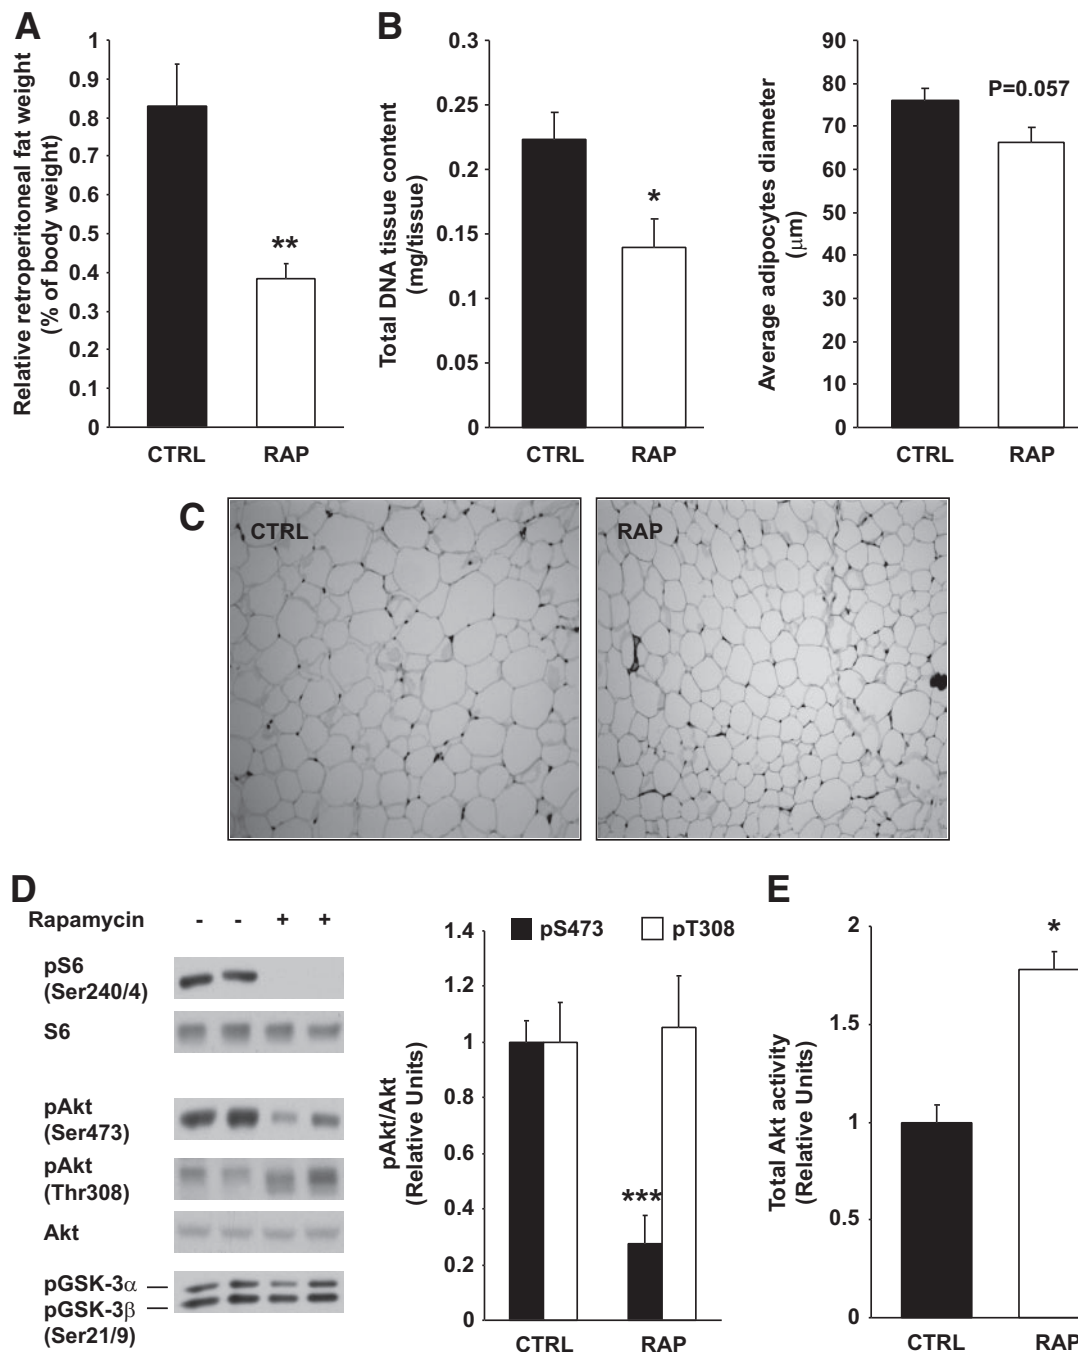 A
Relative retroperitoneal fat weight
(% of body weight)
1
0.9
0.8
0.7
0.6
0.5
0.4
0.3
0.2
0.1
0
**
CTRL RAP
B
Total DNA tissue content
(mg/tissue)
0.3
0.25
0.2
0.15
0.1
0.05
0
*
CTRL RAP
Average adipocytes diameter
(μm)
90
80
70
60
50
40
30
20
10
0
P=0.057
CTRL RAP
C
CTRL
RAP
D
Rapamycin - - + +
pS6
(Ser240/4)
S6
pAkt
(Ser473)
pAkt
(Thr308)
Akt
pGSK-3α
pGSK-3β
(Ser21/9)
pAkt/Akt
(Relative Units)
1.4
1.2
1
0.8
0.6
0.4
0.2
0
pS473 pT308
***
CTRL RAP
E
Total Akt activity
(Relative Units)
2
1.5
1
0.5
0
*
CTRL RAP